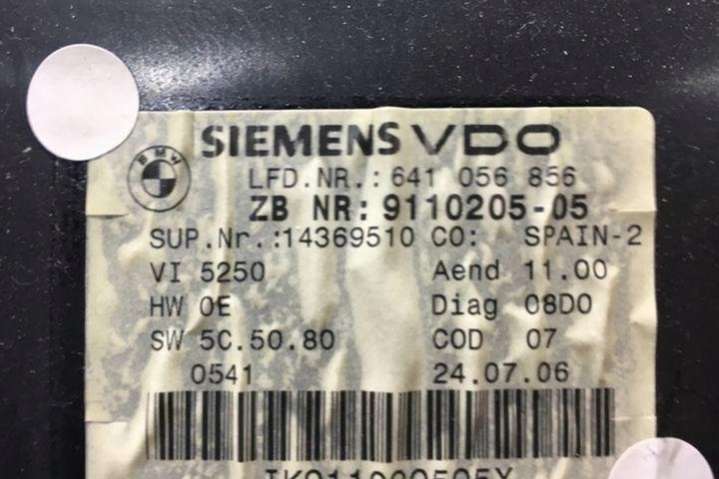 SIEMENS VDO
BMW
LFD.NR.: 641 056 856
ZB NR: 9110205-05
SUP.Nr.:14369510 CO: SPAIN-2
VI 5250 Aend 11.00
HW 0E Diag 08D0
SW 5C.50.80 COD 07
0541 24.07.06